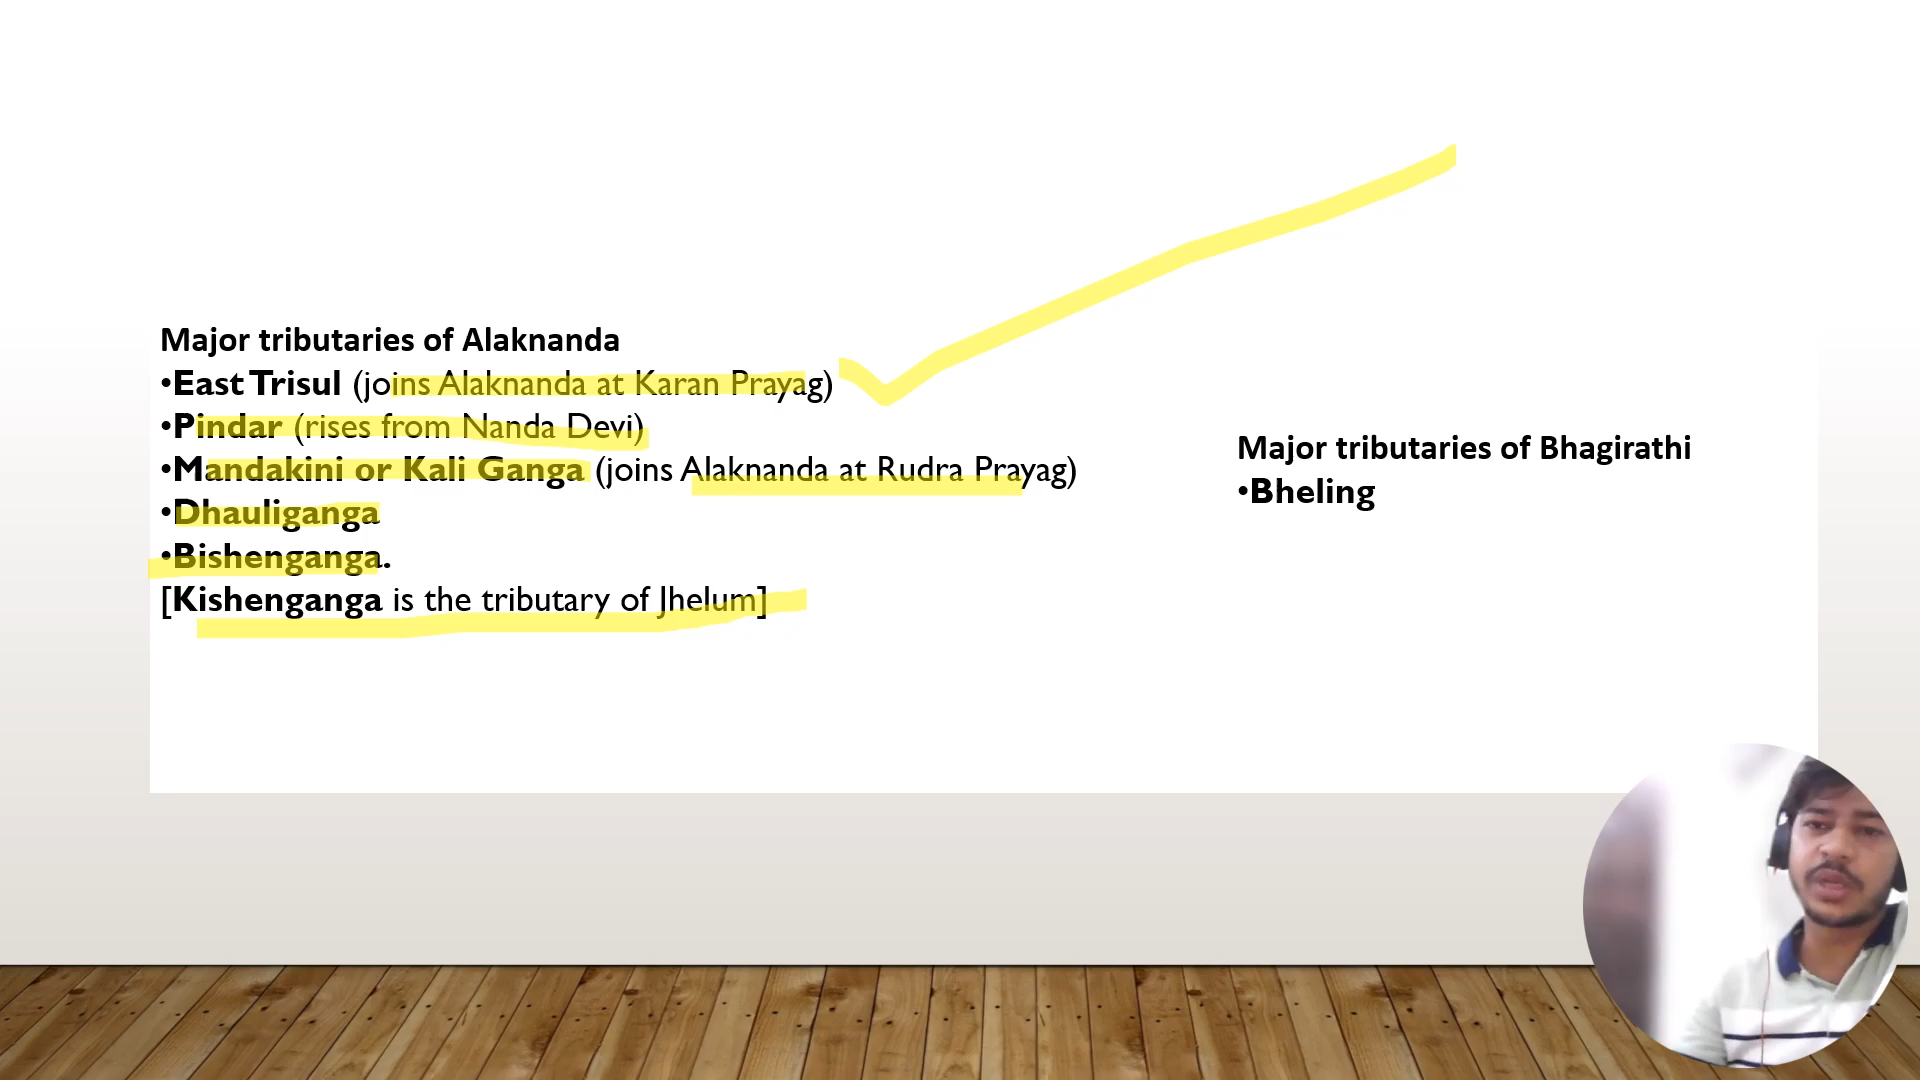 Major tributaries of Alaknanda
•East Trisul (joins Alaknanda at Karan Prayag)
•Pindar (rises from Nanda Devi)
•Mandakini or Kali Ganga (joins Alaknanda at Rudra Prayag)
•Dhauliganga
•Bishenganga.
[Kishenganga is the tributary of Jhelum]
Major tributaries of Bhagirathi
•Bheling